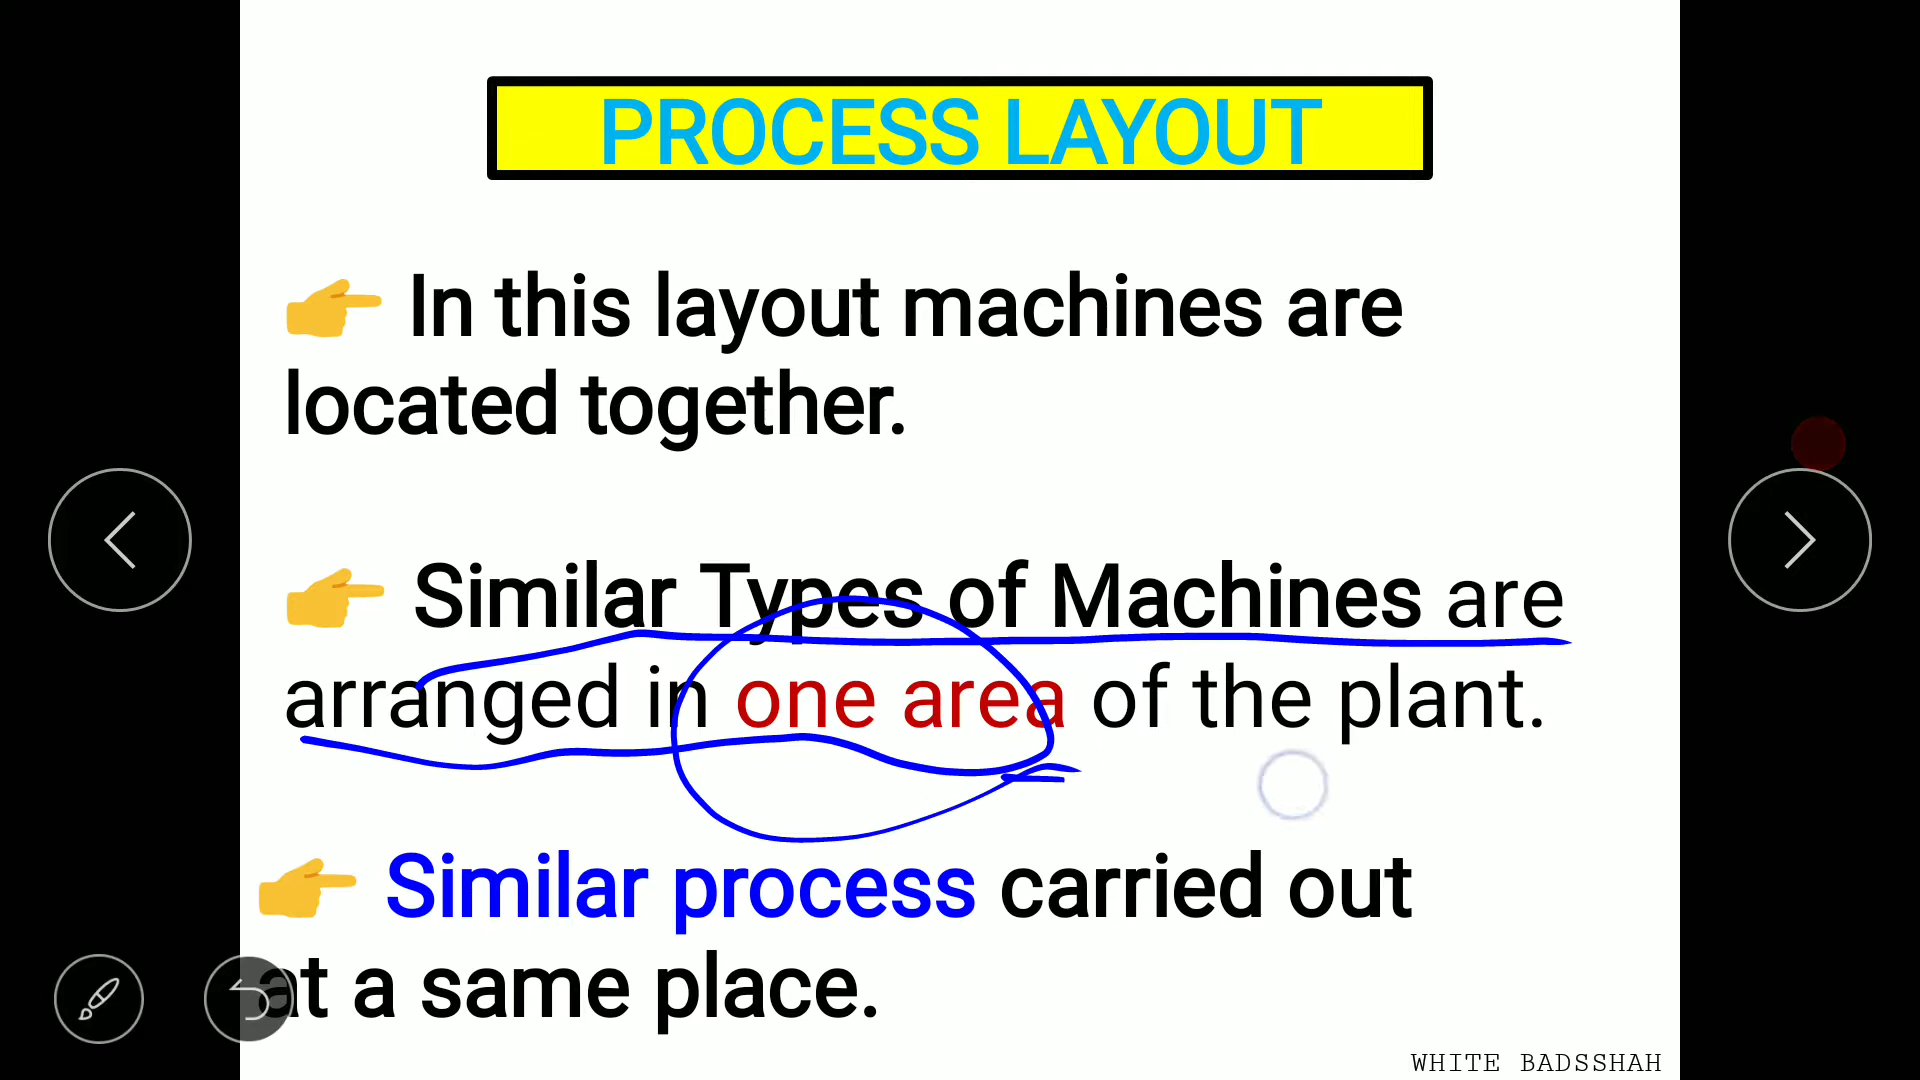 PROCESS LAYOUT
👉 In this layout machines are
located together.
👉 Similar Types of Machines are
arranged in one area of the plant.
👉 Similar process carried out
at a same place.
WHITE BADSSHAH